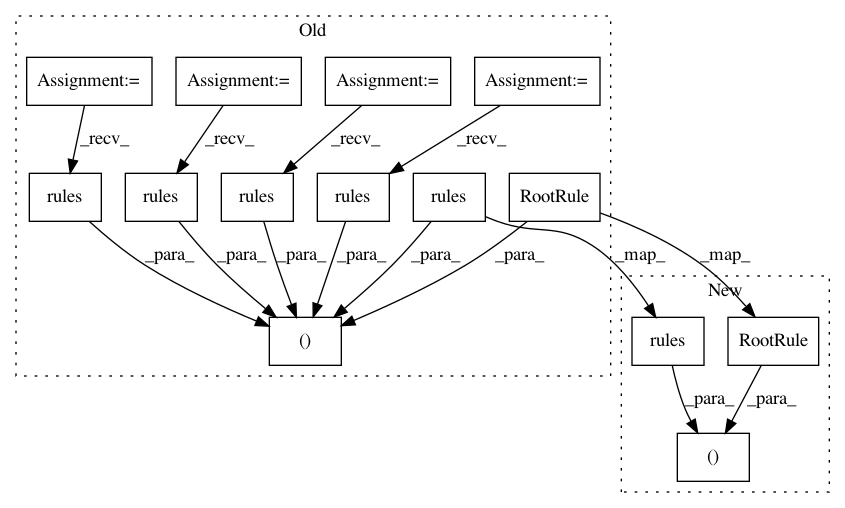 Old
Assignment:= Assignment:= Assignment:= Assignment:=
_recv_ _recv_ _recv_ _recv_
rules rules rules rules rules RootRule
_para_ _para_ _para_ _para_ _para_ _para_ _map_ _map_
New
() rules RootRule
_para_ _para_
()